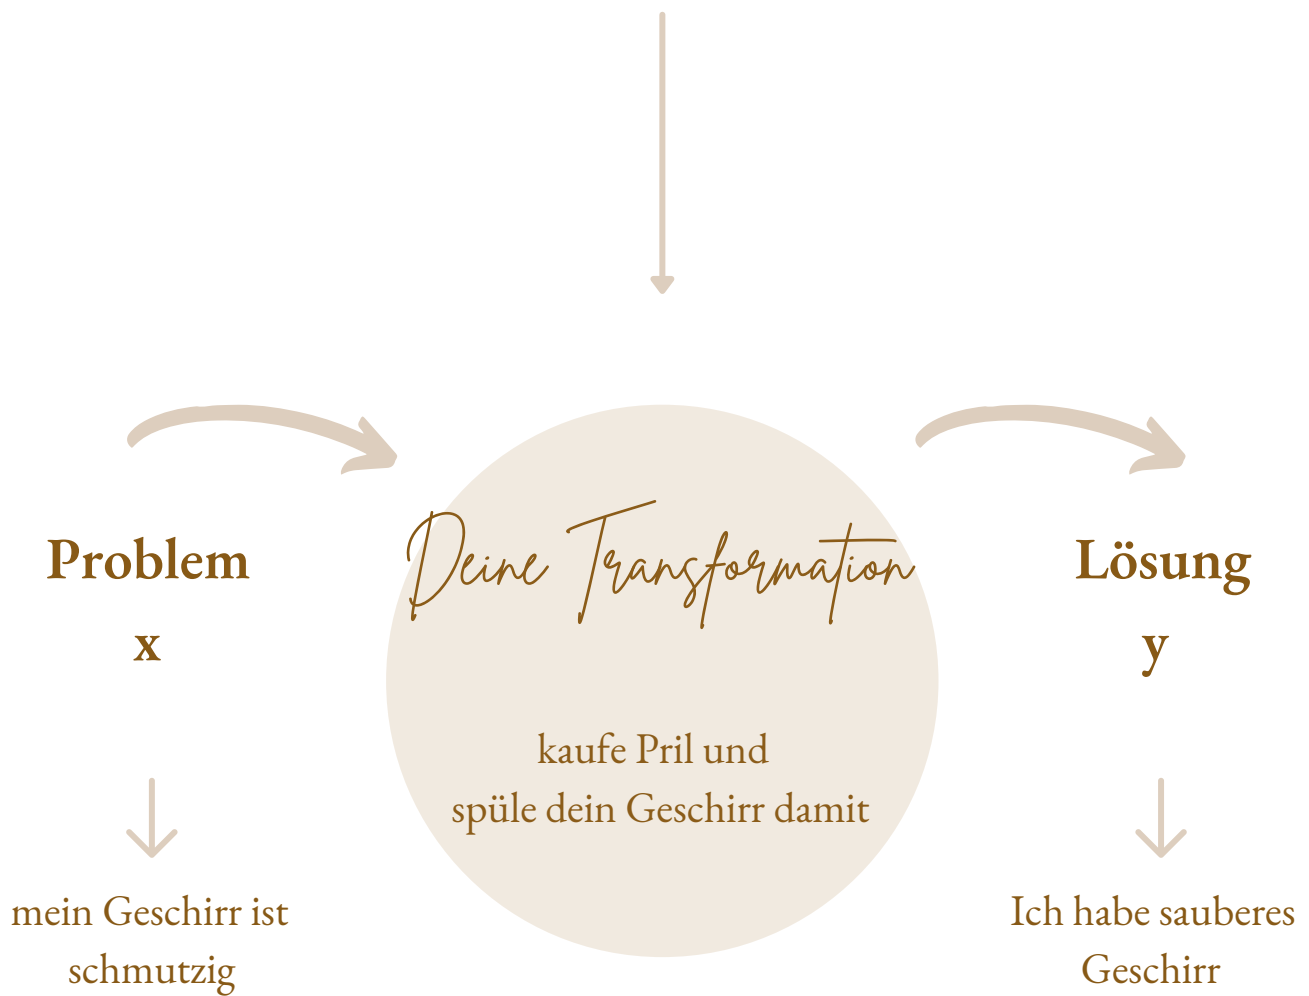 Problem
x
mein Geschirr ist
schmutzig
Deine Transformation
kaufe Pril und
spüle dein Geschirr damit
Lösung
y
Ich habe sauberes
Geschirr